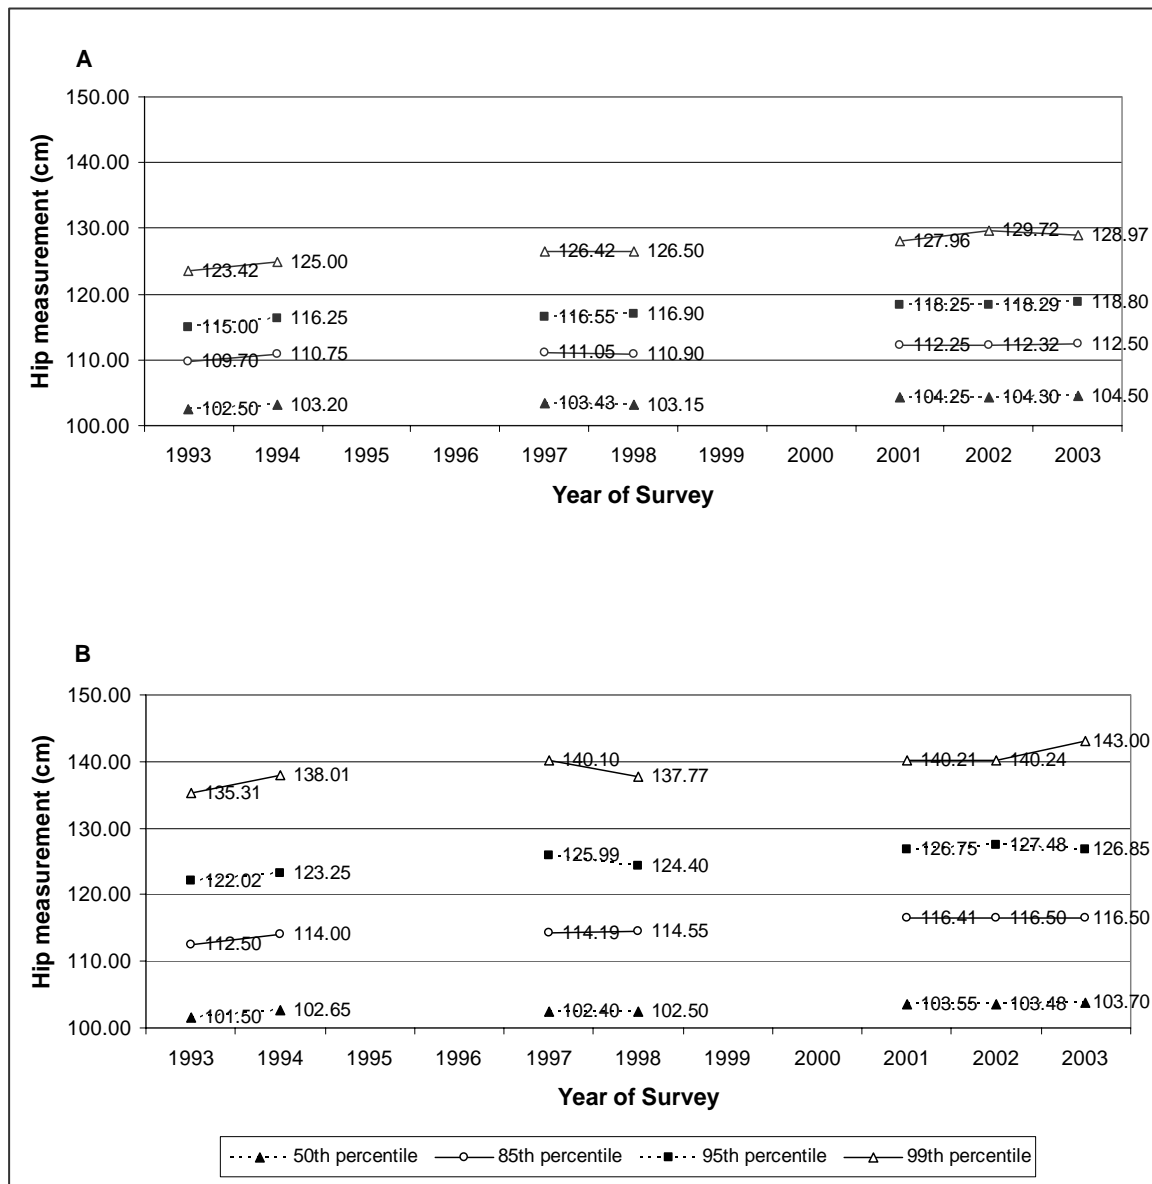 A
150.00
140.00
130.00
120.00
110.00
100.00
Hip measurement (cm)
123.42 125.00 126.42 126.50 127.96 129.72 128.97
115.00 116.25 116.55 116.90 118.25 118.29 118.80
109.70 110.75 111.05 110.90 112.25 112.32 112.50
102.50 103.20 103.43 103.15 104.25 104.30 104.50
1993 1994 1995 1996 1997 1998 1999 2000 2001 2002 2003
Year of Survey
B
150.00
140.00
130.00
120.00
110.00
100.00
Hip measurement (cm)
135.31 138.01 140.10 137.77 140.21 140.24 143.00
122.02 123.25 125.99 124.40 126.75 127.48 126.85
112.50 114.00 114.19 114.55 116.41 116.50 116.50
101.50 102.65 102.40 102.50 103.55 103.48 103.70
1993 1994 1995 1996 1997 1998 1999 2000 2001 2002 2003
Year of Survey
50th percentile 85th percentile 95th percentile 99th percentile